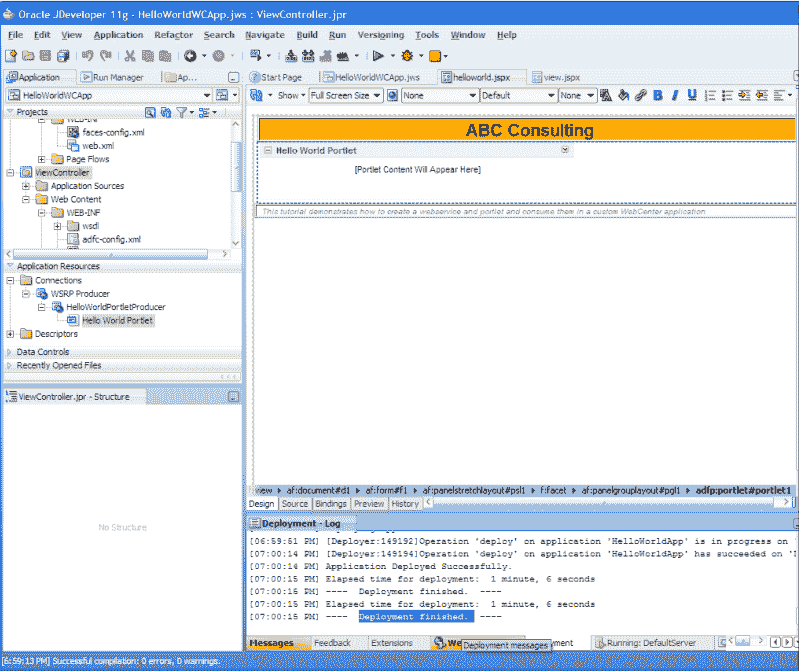 Oracle JDeveloper 11g - HelloWorldWCApp.jws : ViewController.jpr
File Edit View Application Refactor Search Navigate Build Run Versioning Tools Window Help
Application Run Manager Ap...
Start Page HelloWorldWCApp.jws helloworld.jspx view.jspx
HelloWorldWCApp
Show Full Screen Size None Default None B I U
Projects
WEB-INF
faces-config.xml
web.xml
Page Flows
ViewController
Application Sources
Web Content
WEB-INF
wsdl
adfc-config.xml
ABC Consulting
Hello World Portlet
[Portlet Content Will Appear Here]
This tutorial demonstrates how to create a webservice and portlet and consume them in a custom WebCenter application
Application Resources
Connections
WSRP Producer
HelloWorldPortletProducer
Hello World Portlet
Descriptors
Data Controls
Recently Opened Files
ViewController.jpr - Structure
No Structure
view af:document#d1 af:form#f1 af:panelstretchlayout#psl1 f:facet af:panelgrouplayout#pgl1 adfp:portlet#portlet1
Design Source Bindings Preview History
Deployment - Log
[06:59:51 PM] [Deployer:149192]Operation 'deploy' on application 'HelloWorldApp' is in progress on
[07:00:14 PM] [Deployer:149194]Operation 'deploy' on application 'HelloWorldApp' has succeeded on
[07:00:14 PM] Application Deployed Successfully.
[07:00:15 PM] Elapsed time for deployment: 1 minute, 6 seconds
[07:00:15 PM] ---- Deployment finished. ----
[07:00:15 PM] Elapsed time for deployment: 1 minute, 6 seconds
[07:00:15 PM] ---- Deployment finished. ----
Messages Feedback Extensions We Deployment messages ment Running: DefaultServer
[6:59:13 PM] Successful compilation: 0 errors, 0 warnings.